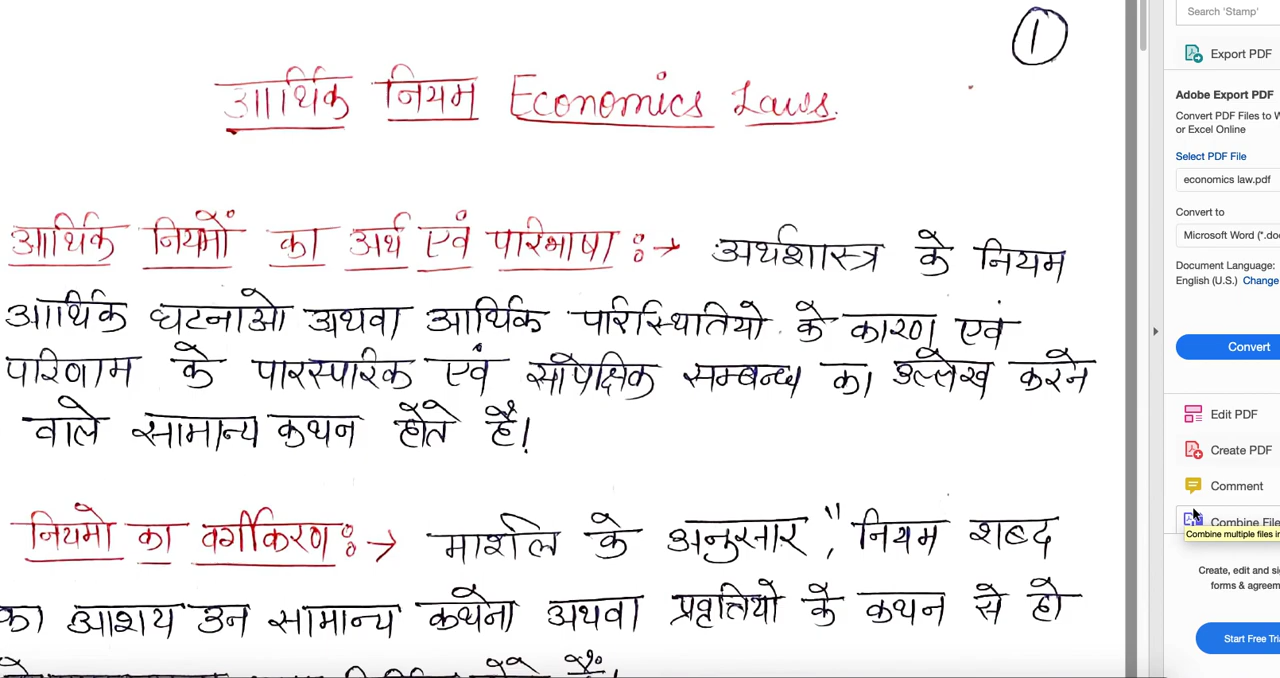 1
आर्थिक नियम Economics Laws.
आर्थिक नियमों का अर्थ एवं परिभाषा :→ अर्थशास्त्र के नियम
आर्थिक घटनाओ अथवा आर्थिक परिस्थितियो के कारण एवं
परिणाम के पारस्परिक एवं सापेक्षिक सम्बन्ध का उल्लेख करने
वाले सामान्य कथन होते है।
नियमो का वर्गीकरण :→ मार्शल के अनुसार, "नियम शब्द
का आशय उन सामान्य कथनो अथवा प्रवृत्तियो के कथन से हो
Search 'Stamp'
Export PDF
Adobe Export PDF
Convert PDF Files to W
or Excel Online
Select PDF File
economics law.pdf
Convert to
Microsoft Word (*.doc
Document Language:
English (U.S.) Change
Convert
Edit PDF
Create PDF
Comment
Combine File
Combine multiple files in
Create, edit and si
forms & agreem
Start Free Tria